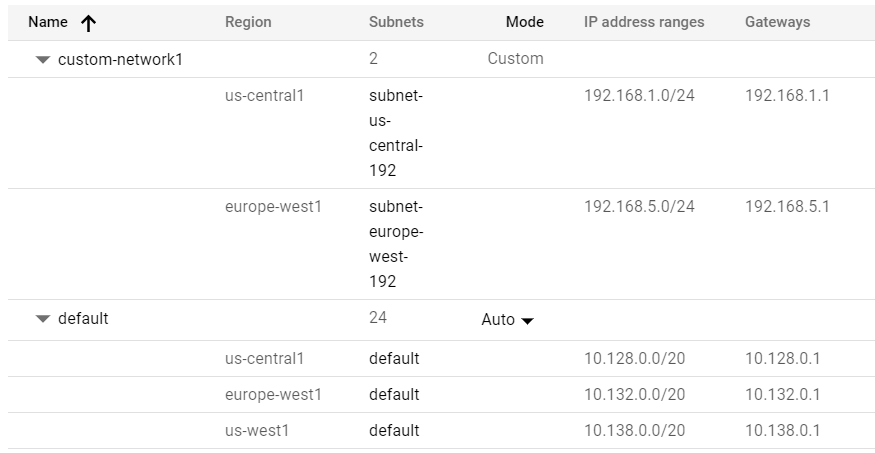 Name Region Subnets Mode IP address ranges Gateways
custom-network1 2 Custom
us-central1 subnet- 192.168.1.0/24 192.168.1.1
us-
central-
192
europe-west1 subnet- 192.168.5.0/24 192.168.5.1
europe-
west-
192
default 24 Auto
us-central1 default 10.128.0.0/20 10.128.0.1
europe-west1 default 10.132.0.0/20 10.132.0.1
us-west1 default 10.138.0.0/20 10.138.0.1